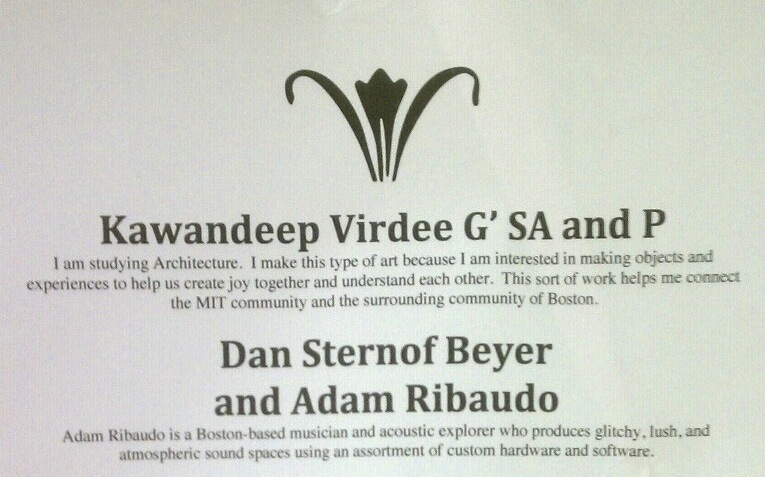 Kawandeep Virdee G’ SA and P
I am studying Architecture. I make this type of art because I am interested in making objects and
experiences to help us create joy together and understand each other. This sort of work helps me connect
the MIT community and the surrounding community of Boston.
Dan Sternof Beyer
and Adam Ribaudo
Adam Ribaudo is a Boston-based musician and acoustic explorer who produces glitchy, lush, and
atmospheric sound spaces using an assortment of custom hardware and software.